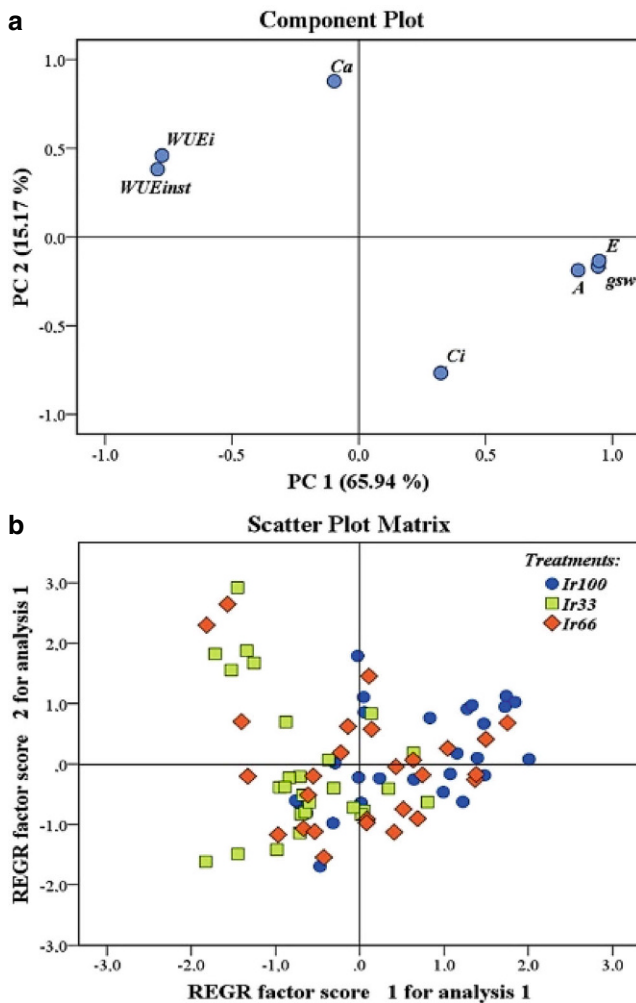 a
Component Plot
PC 2 (15.17 %)
1.0
0.5
0.0
-0.5
-1.0
Ca
WUEi
WUEinst
E
gsw
A
Ci
-1.0 -0.5 0.0 0.5 1.0
PC 1 (65.94 %)
b
Scatter Plot Matrix
REGR factor score 2 for analysis 1
3.0
2.0
1.0
.0
-1.0
-2.0
-3.0
Treatments:
Ir100
Ir33
Ir66
-3.0 -2.0 -1.0 .0 1.0 2.0 3.0
REGR factor score 1 for analysis 1